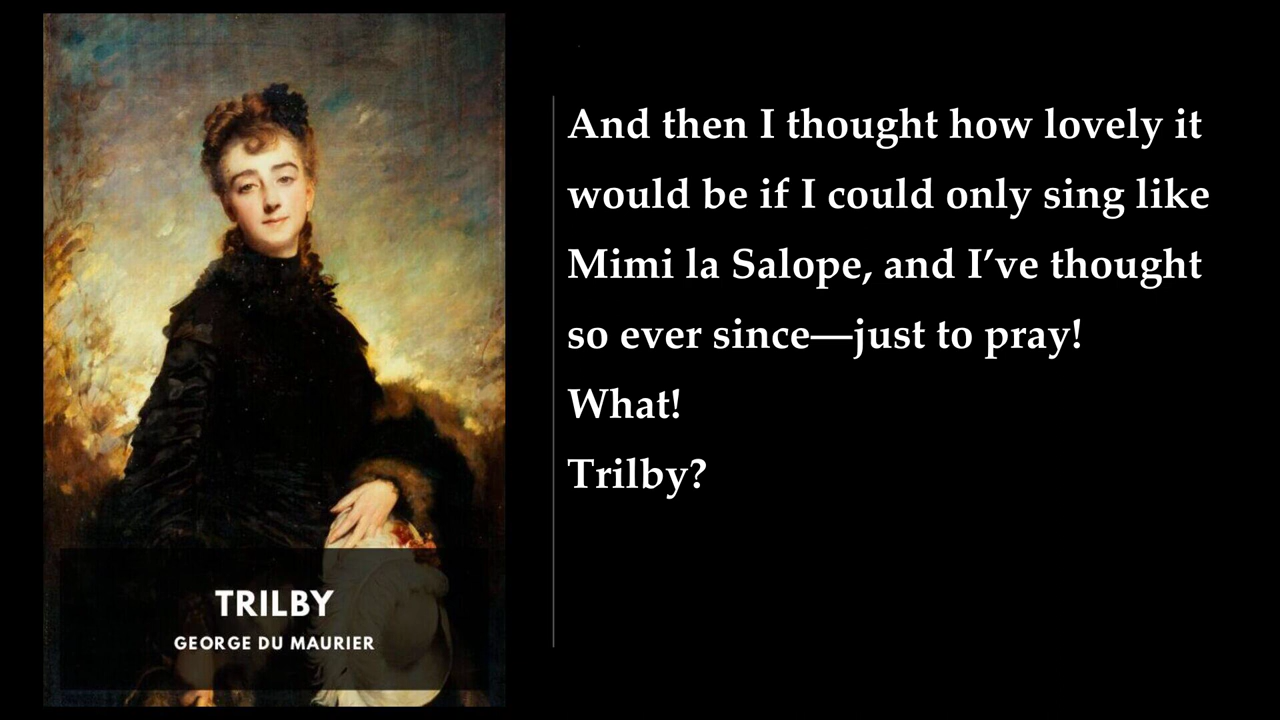 And then I thought how lovely it
would be if I could only sing like
Mimi la Salope, and I’ve thought
so ever since—just to pray!
What!
Trilby?
TRILBY
GEORGE DU MAURIER